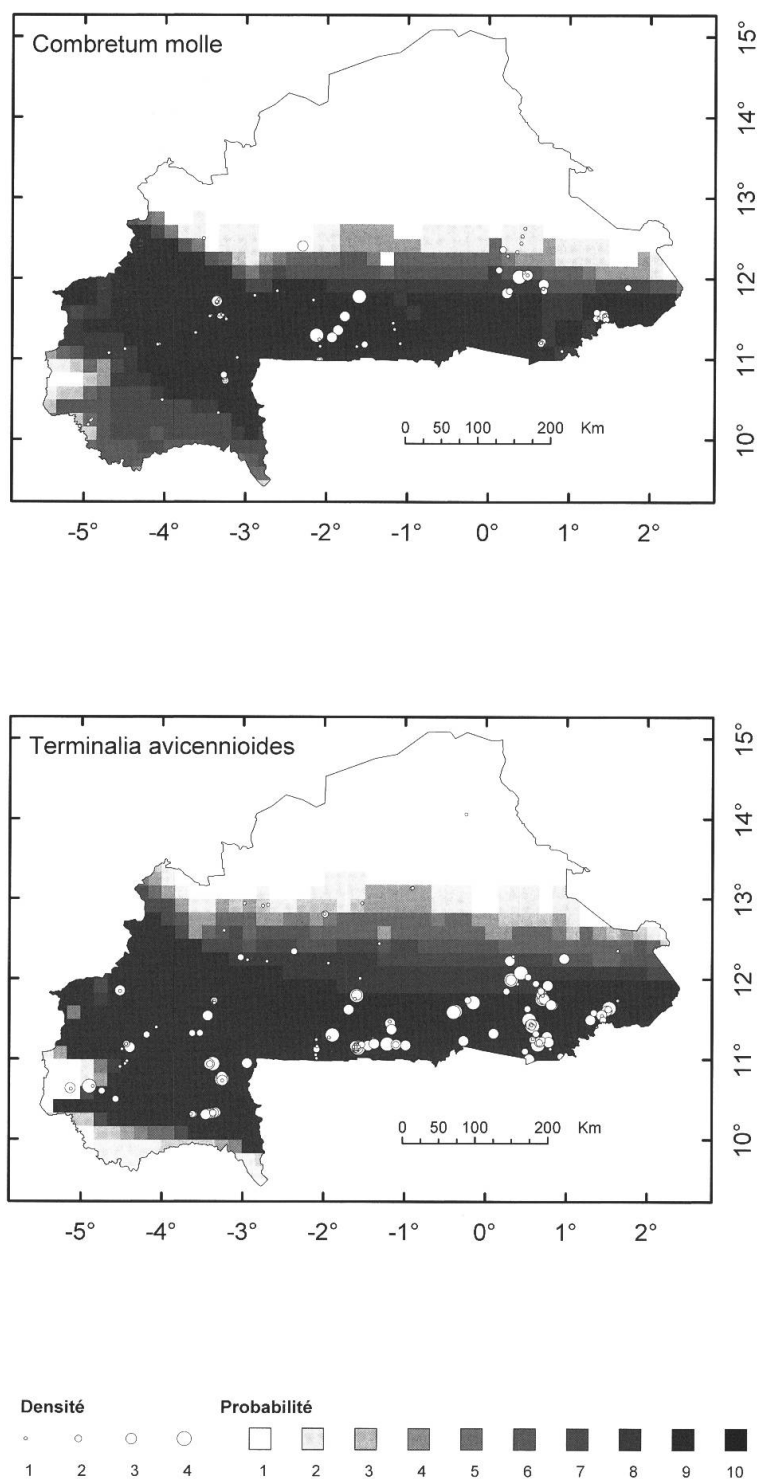 Combretum molle
15°
14°
13°
12°
11°
10°
0 50 100 200 Km
-5° -4° -3° -2° -1° 0° 1° 2°
Terminalia avicennioides
15°
14°
13°
12°
11°
10°
0 50 100 200 Km
-5° -4° -3° -2° -1° 0° 1° 2°
Densité Probabilité
1 2 3 4 1 2 3 4 5 6 7 8 9 10